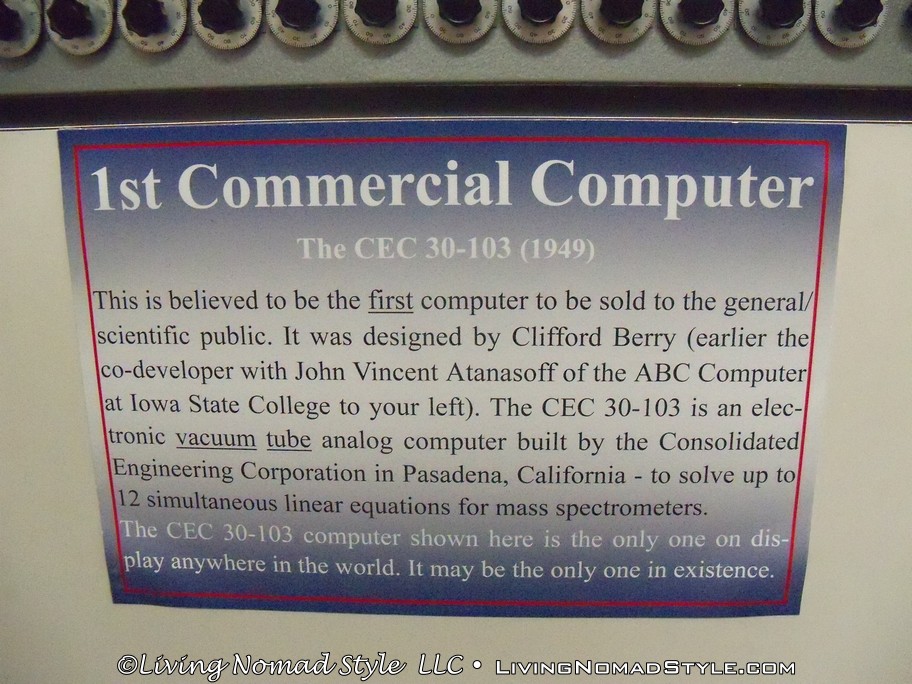 1st Commercial Computer
The CEC 30-103 (1949)
This is believed to be the first computer to be sold to the general/
scientific public. It was designed by Clifford Berry (earlier the
co-developer with John Vincent Atanasoff of the ABC Computer
at Iowa State College to your left). The CEC 30-103 is an elec-
tronic vacuum tube analog computer built by the Consolidated
Engineering Corporation in Pasadena, California - to solve up to
12 simultaneous linear equations for mass spectrometers.
The CEC 30-103 computer shown here is the only one on dis-
play anywhere in the world. It may be the only one in existence.
©Living Nomad Style LLC • LivingNomadStyle.com